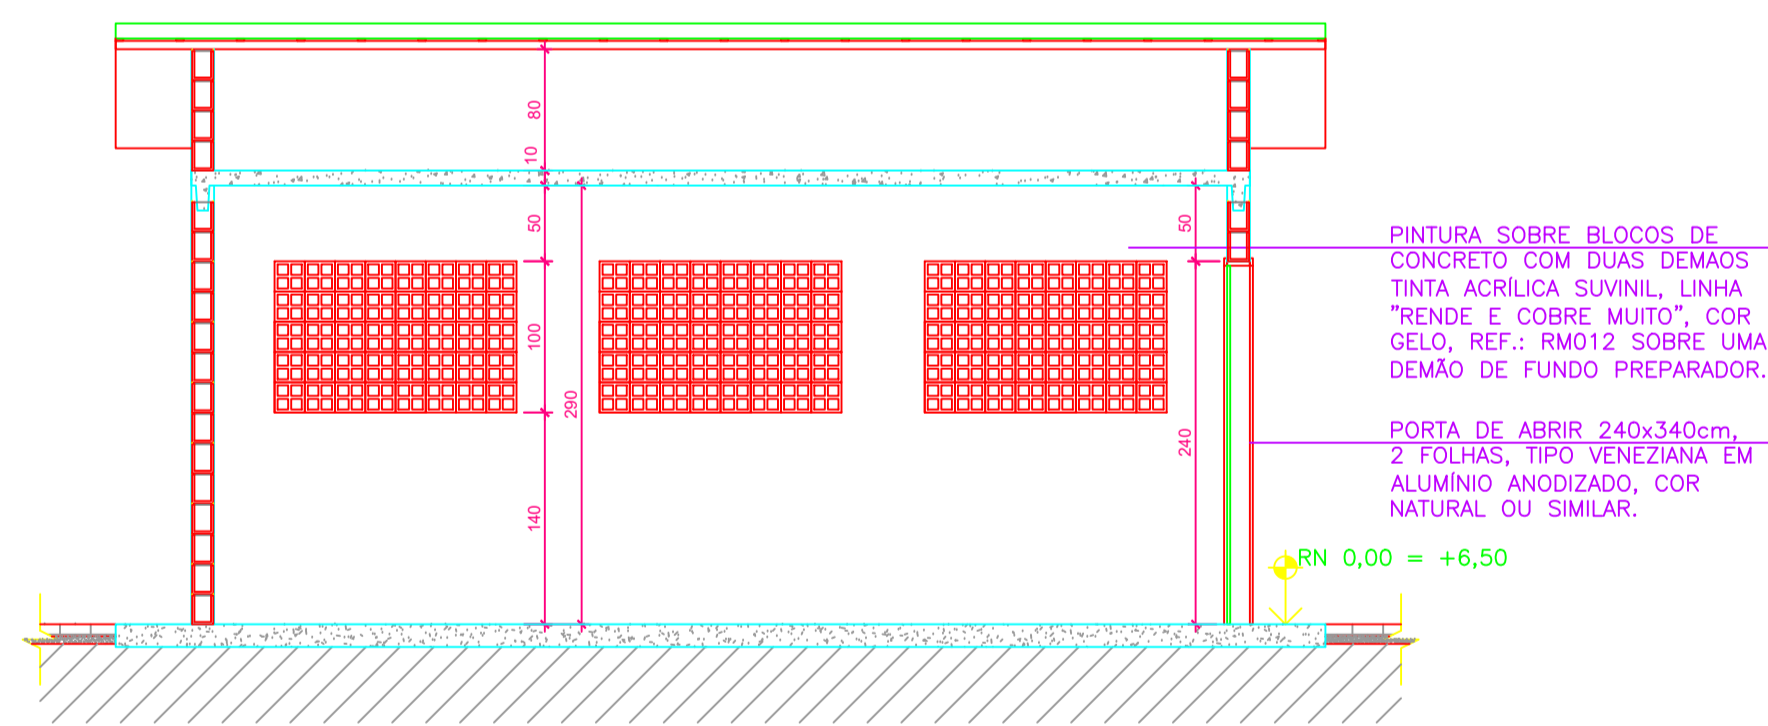 80
10
50
50
PINTURA SOBRE BLOCOS DE
CONCRETO COM DUAS DEMAOS
TINTA ACRÍLICA SUVINIL, LINHA
"RENDE E COBRE MUITO", COR
GELO, REF.: RM012 SOBRE UMA
DEMÃO DE FUNDO PREPARADOR.
100
290
240
PORTA DE ABRIR 240x340cm,
2 FOLHAS, TIPO VENEZIANA EM
ALUMÍNIO ANODIZADO, COR
NATURAL OU SIMILAR.
140
RN 0,00 = +6,50